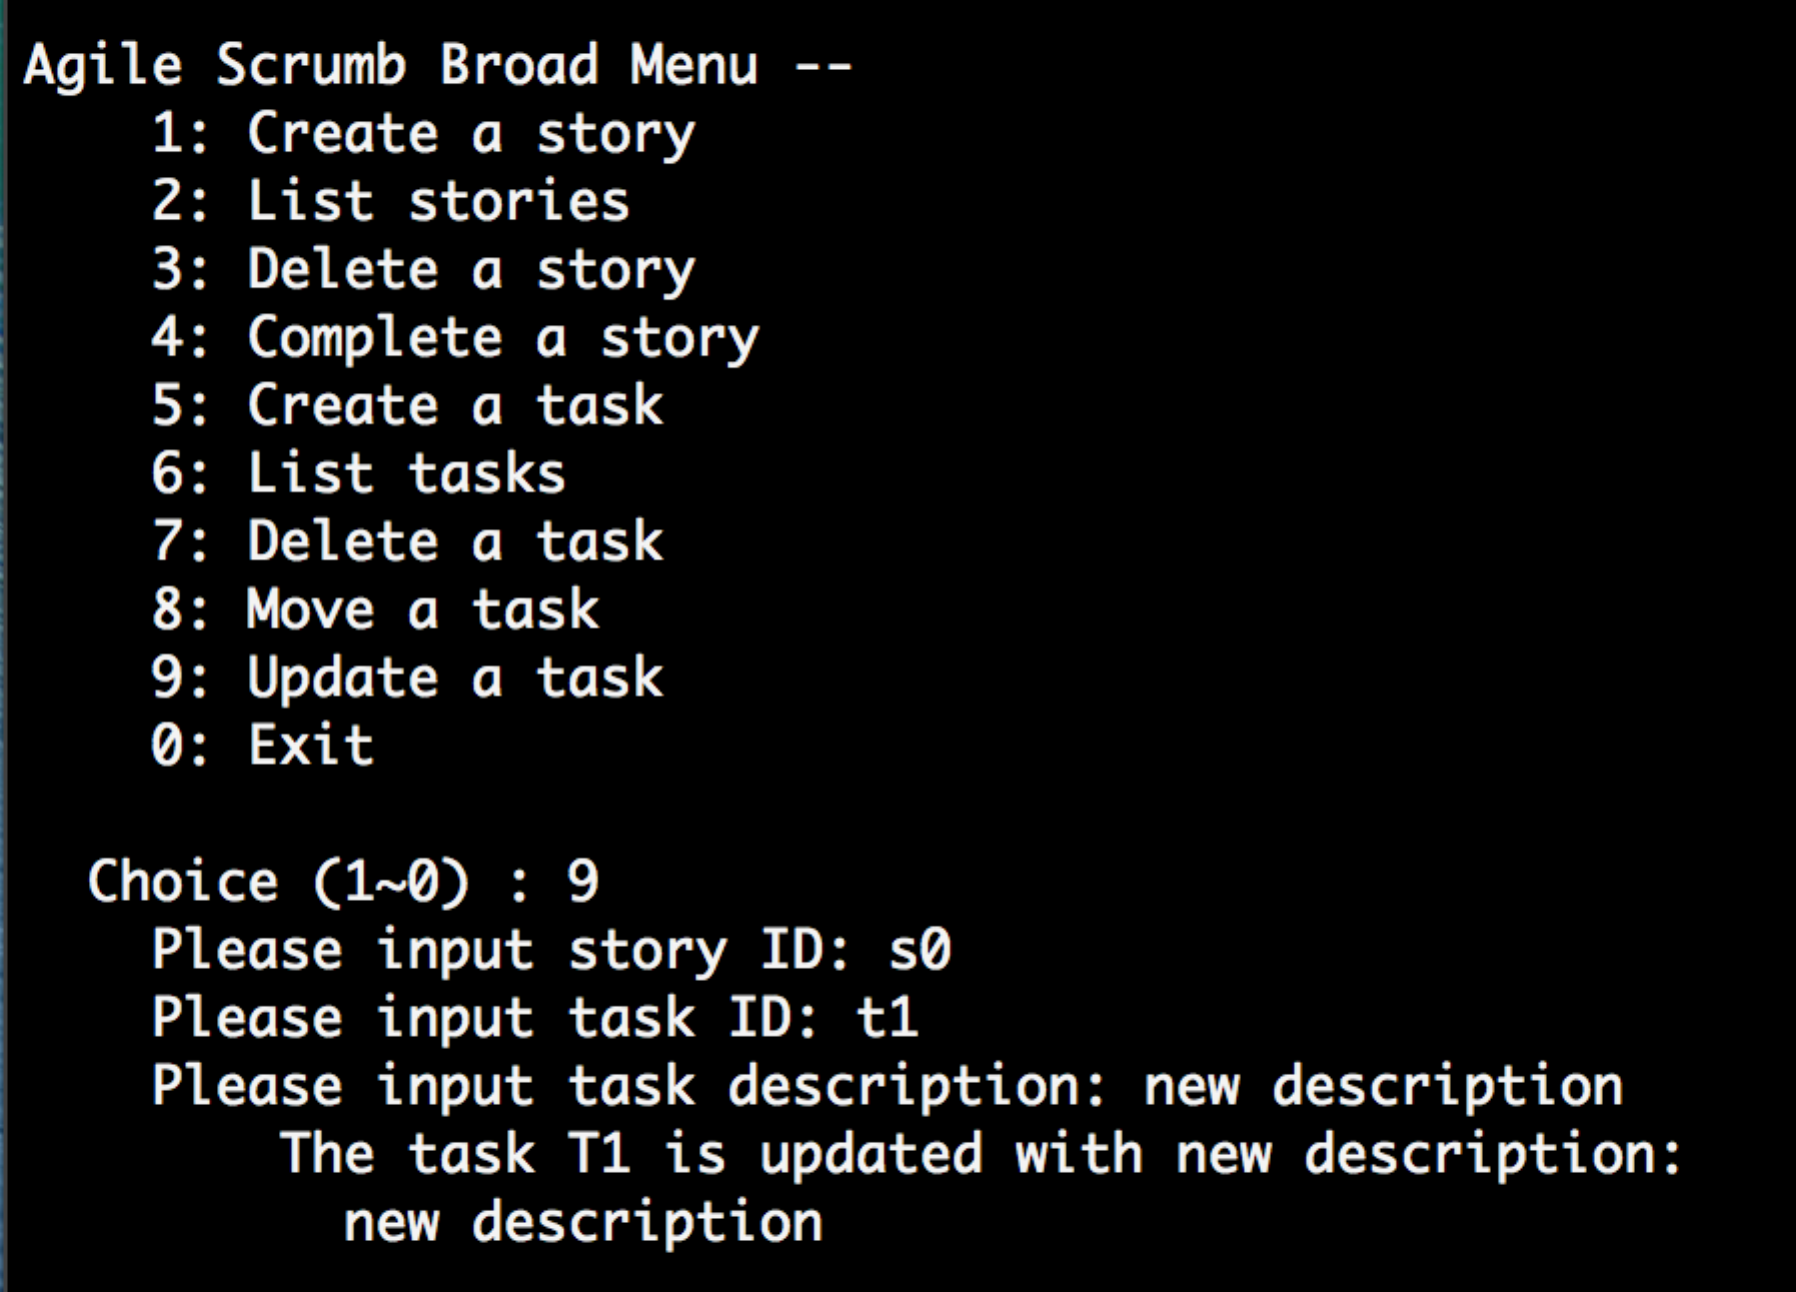 Agile Scrumb Broad Menu --
1: Create a story
2: List stories
3: Delete a story
4: Complete a story
5: Create a task
6: List tasks
7: Delete a task
8: Move a task
9: Update a task
0: Exit
Choice (1~0) : 9
Please input story ID: s0
Please input task ID: t1
Please input task description: new description
The task T1 is updated with new description:
new description